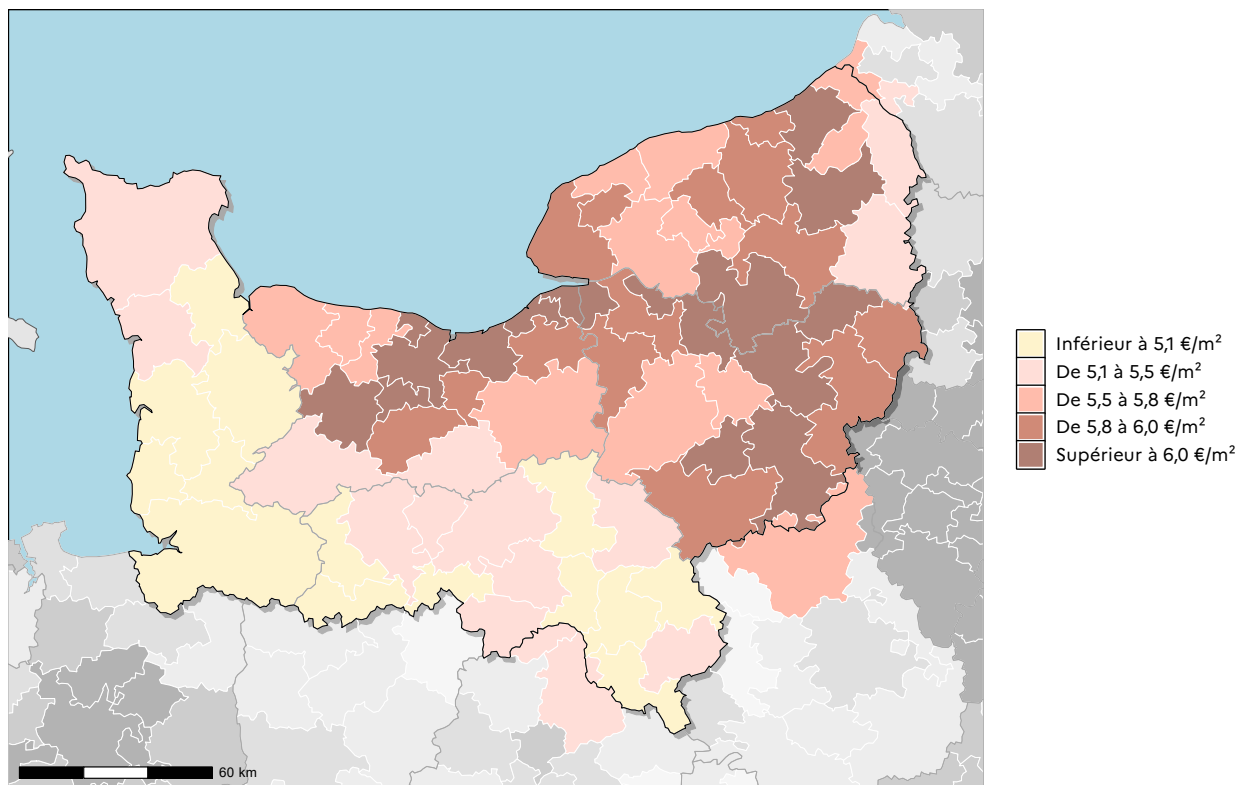 Inférieur à 5,1 €/m²
De 5,1 à 5,5 €/m²
De 5,5 à 5,8 €/m²
De 5,8 à 6,0 €/m²
Supérieur à 6,0 €/m²
60 km